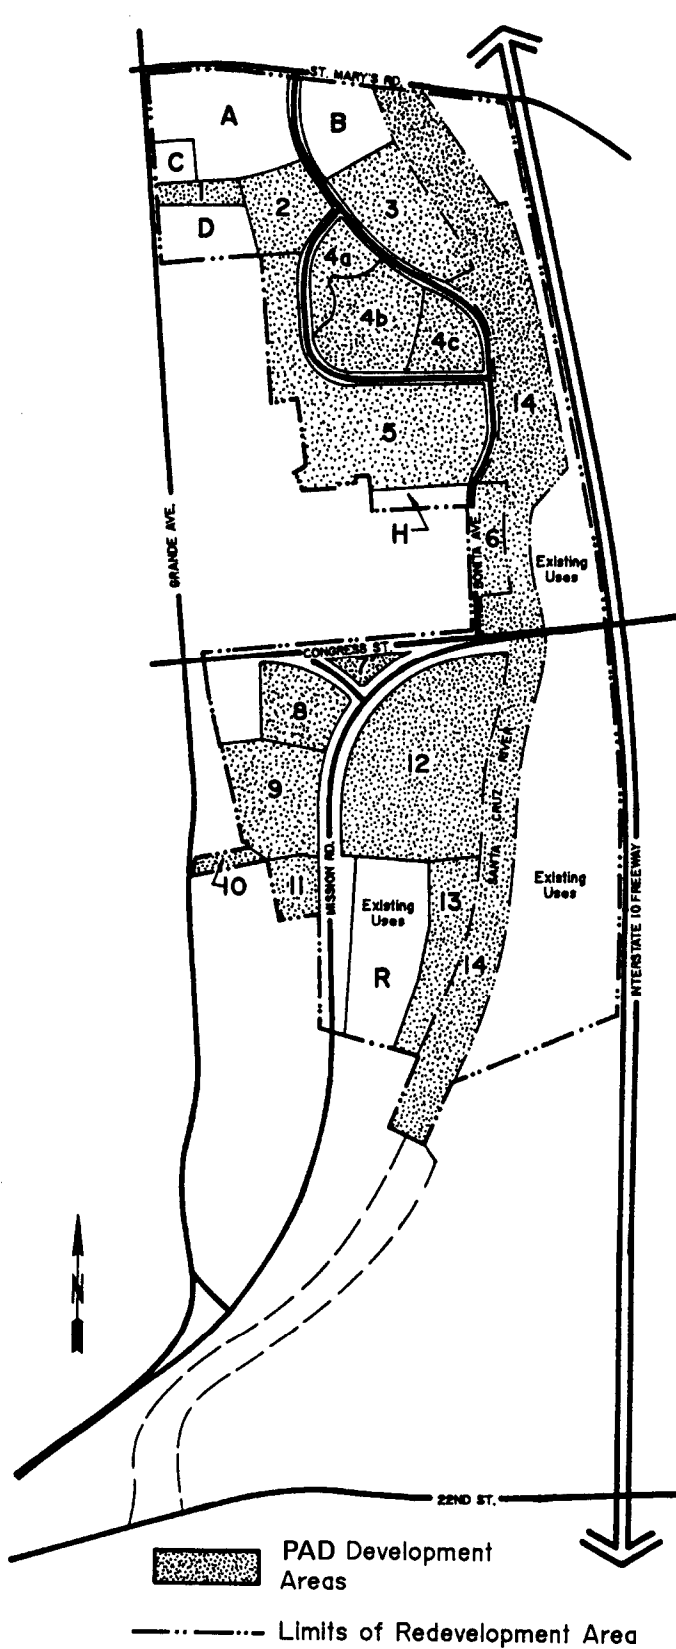 ST. MARY'S RD.
A
B
C
1
2
3
D
4a
4b
4c
14
5
H
GRANDE AVE.
BONITA AVE.
6
Existing
Uses
CONGRESS ST.
7
8
12
9
SANTA CRUZ RIVER
10
11
MISSION RD.
Existing
Uses
13
Existing
Uses
INTERSTATE 10 FREEWAY
R
14
N
22ND ST.
PAD Development
Areas
Limits of Redevelopment Area